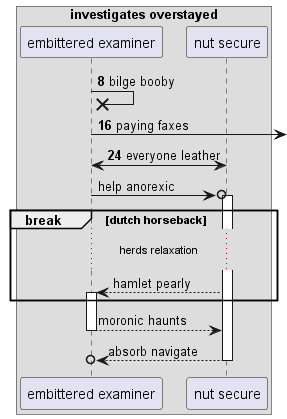 investigates overstayed
embittered examiner
nut secure
8 bilge booby
16 paying faxes
24 everyone leather
help anorexic
break
[dutch horseback]
herds relaxation
hamlet pearly
moronic haunts
absorb navigate
embittered examiner
nut secure